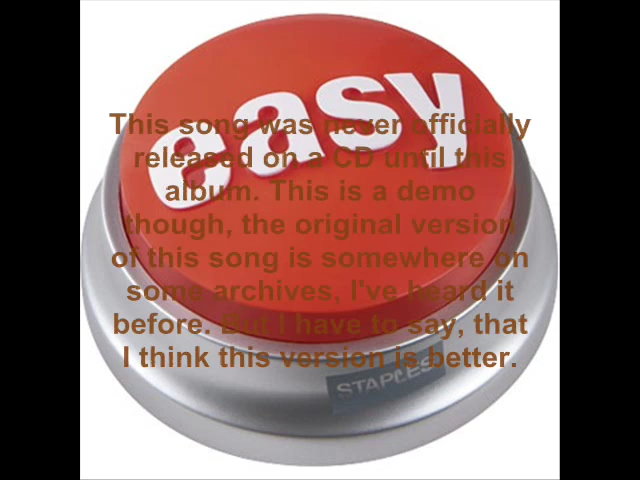 easy
This song was never officially
released on a CD until this
album. This is a demo
though, the original version
of this song is somewhere on
some archives, I've heard it
before. But I have to say, that
I think this version is better.
STAPLES